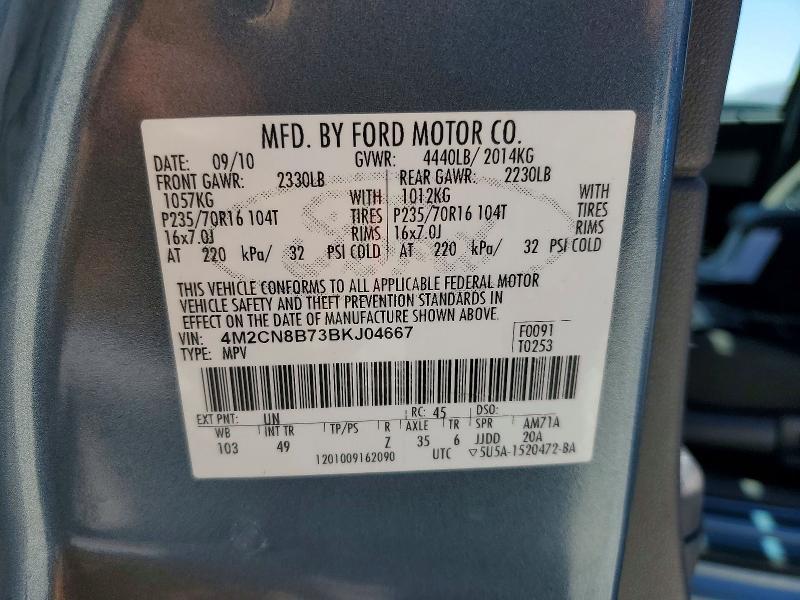 MFD. BY FORD MOTOR CO.
DATE: 09/10 GVWR: 4440LB/ 2014KG
FRONT GAWR: 2330LB REAR GAWR: 2230LB
1057KG WITH 1012KG WITH
P235/70R16 104T TIRES P235/70R16 104T TIRES
16x7.0J RIMS 16x7.0J RIMS
AT 220 kPa/ 32 PSI COLD AT 220 kPa/ 32 PSI COLD
THIS VEHICLE CONFORMS TO ALL APPLICABLE FEDERAL MOTOR
VEHICLE SAFETY AND THEFT PREVENTION STANDARDS IN
EFFECT ON THE DATE OF MANUFACTURE SHOWN ABOVE.
VIN: 4M2CN8B73BKJ04667 F0091
TYPE: MPV T0253
EXT PNT: UN RC: 45 DSO:
WB INT TR TP/PS R AXLE TR SPR AM71A
103 49 Z 35 6 JJDD 20A
1201009162090 UTC ▽5U5A-1520472-BA